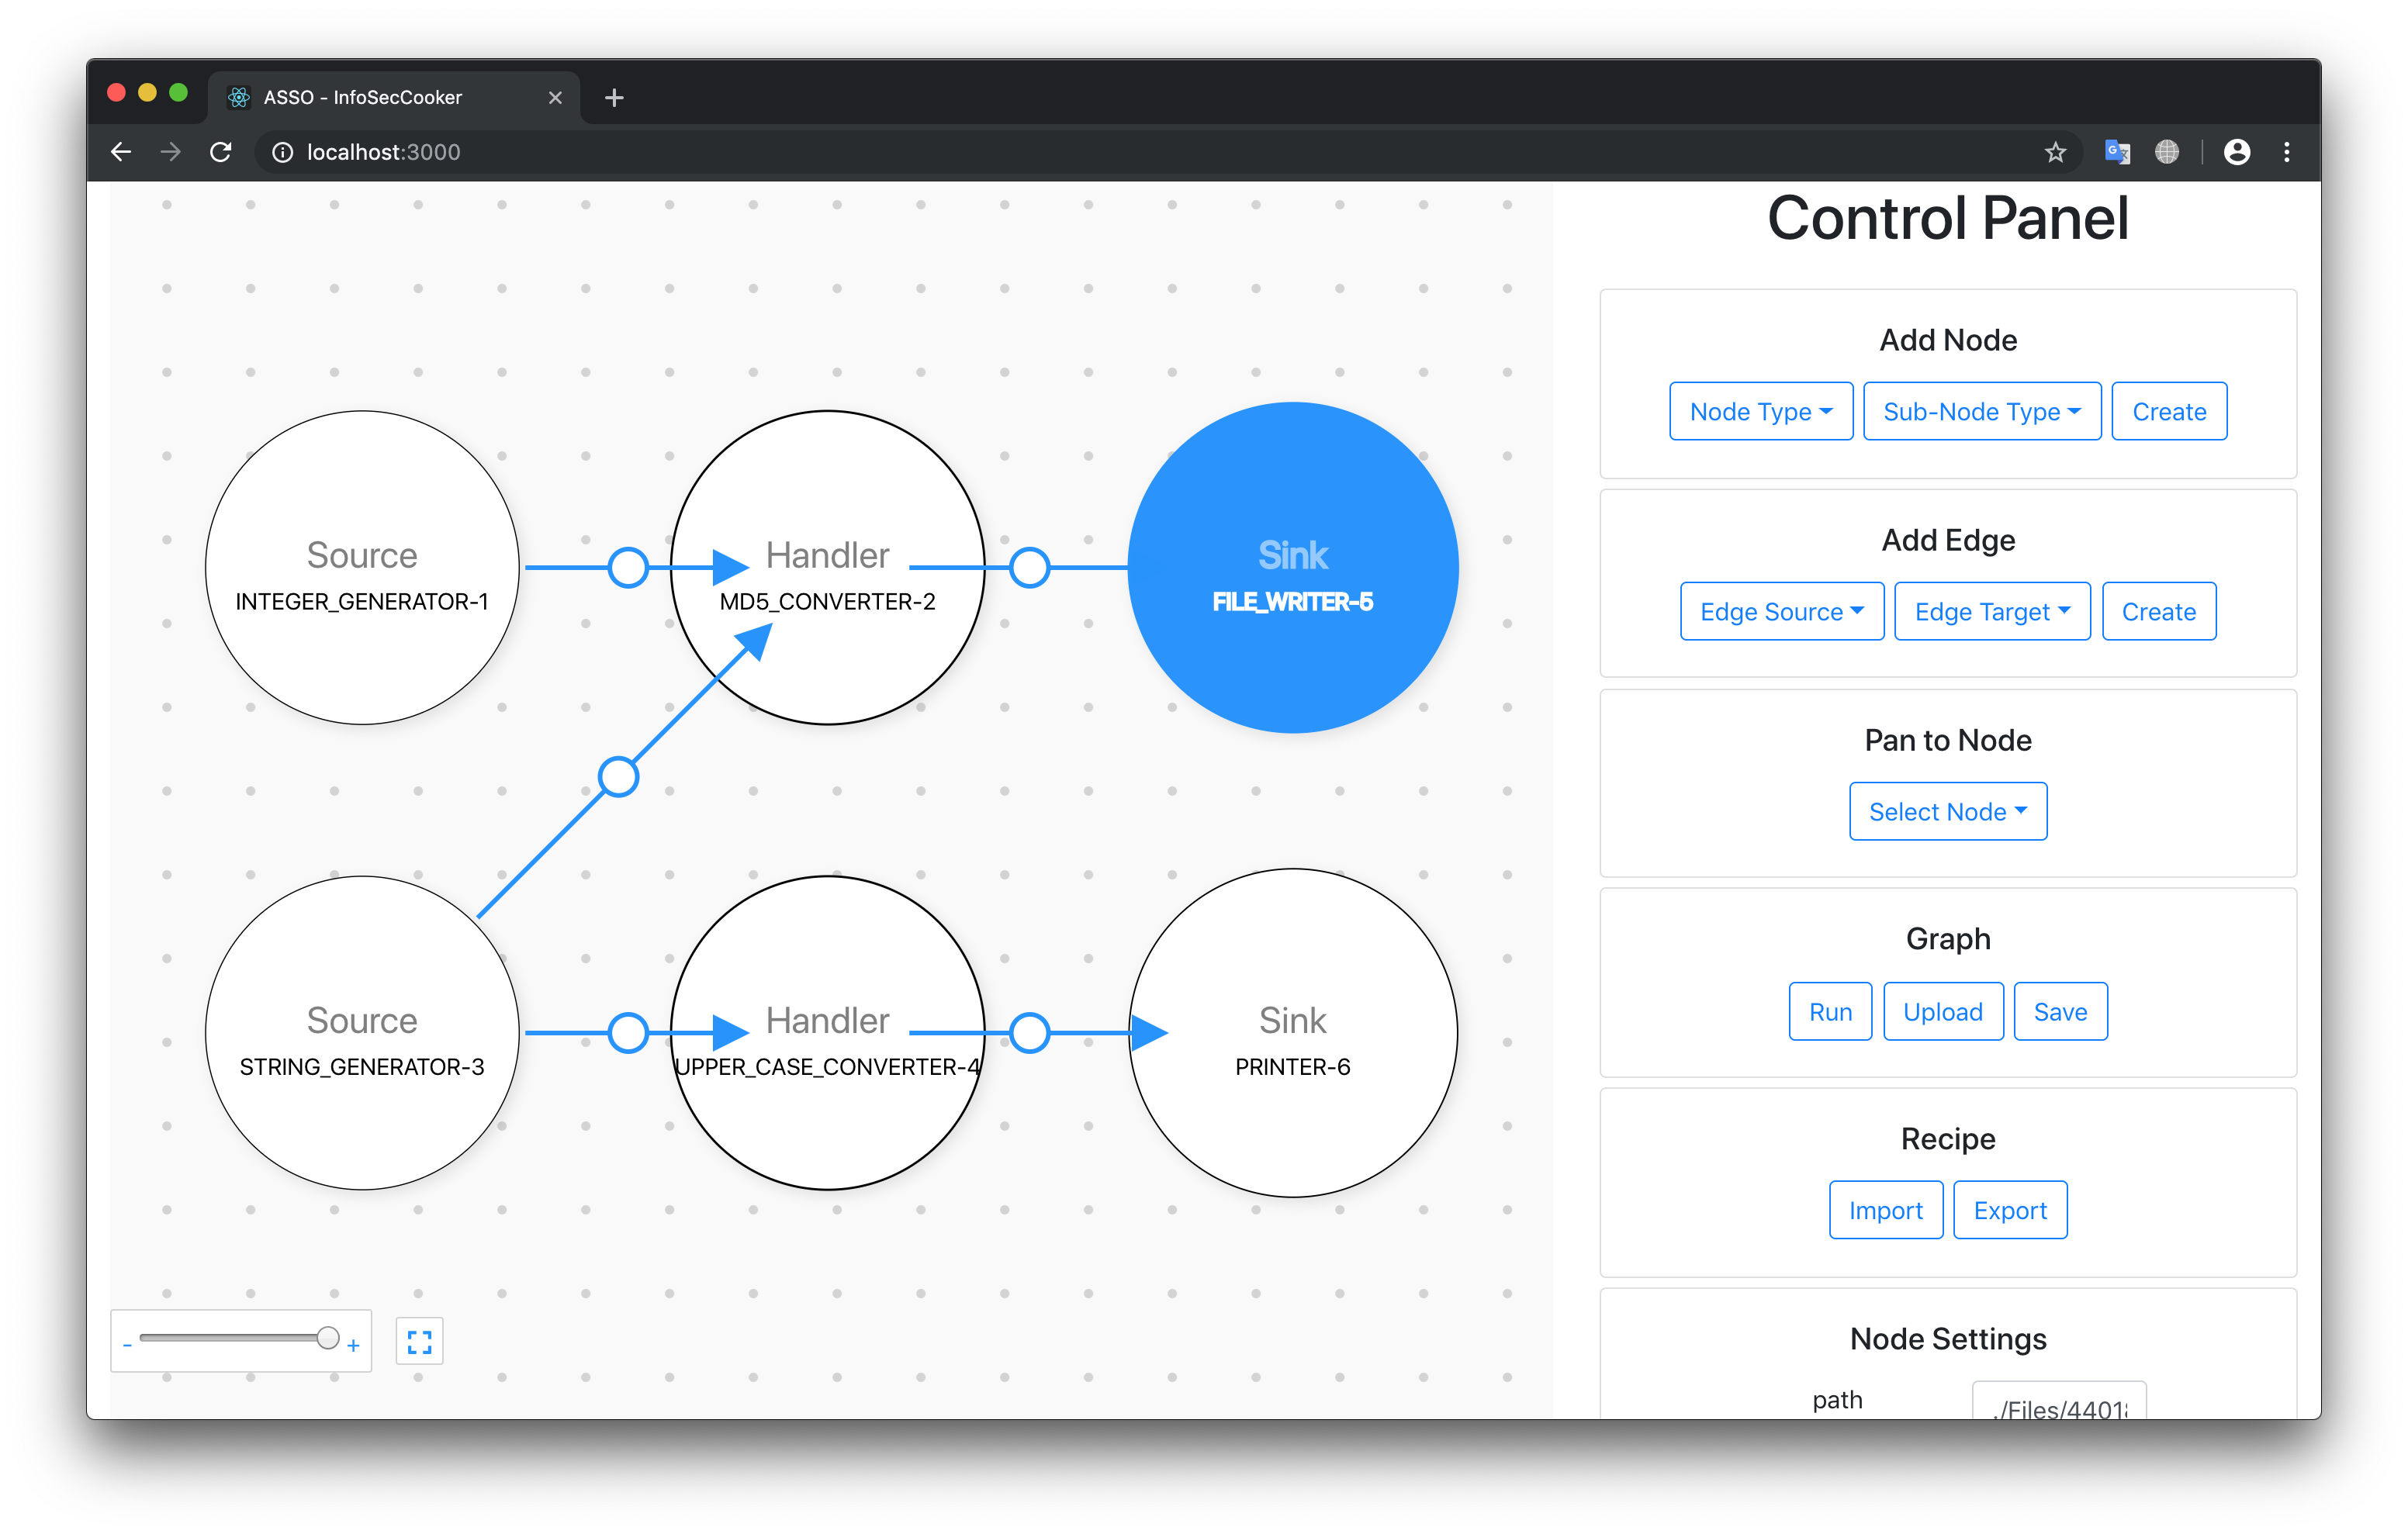 ASSO - InfoSecCooker
localhost:3000
Source
INTEGER_GENERATOR-1
Handler
MD5_CONVERTER-2
Sink
FILE_WRITER-5
Source
STRING_GENERATOR-3
Handler
UPPER_CASE_CONVERTER-4
Sink
PRINTER-6
- +
Control Panel
Add Node
Node Type Sub-Node Type Create
Add Edge
Edge Source Edge Target Create
Pan to Node
Select Node
Graph
Run Upload Save
Recipe
Import Export
Node Settings
path ./Files/4401